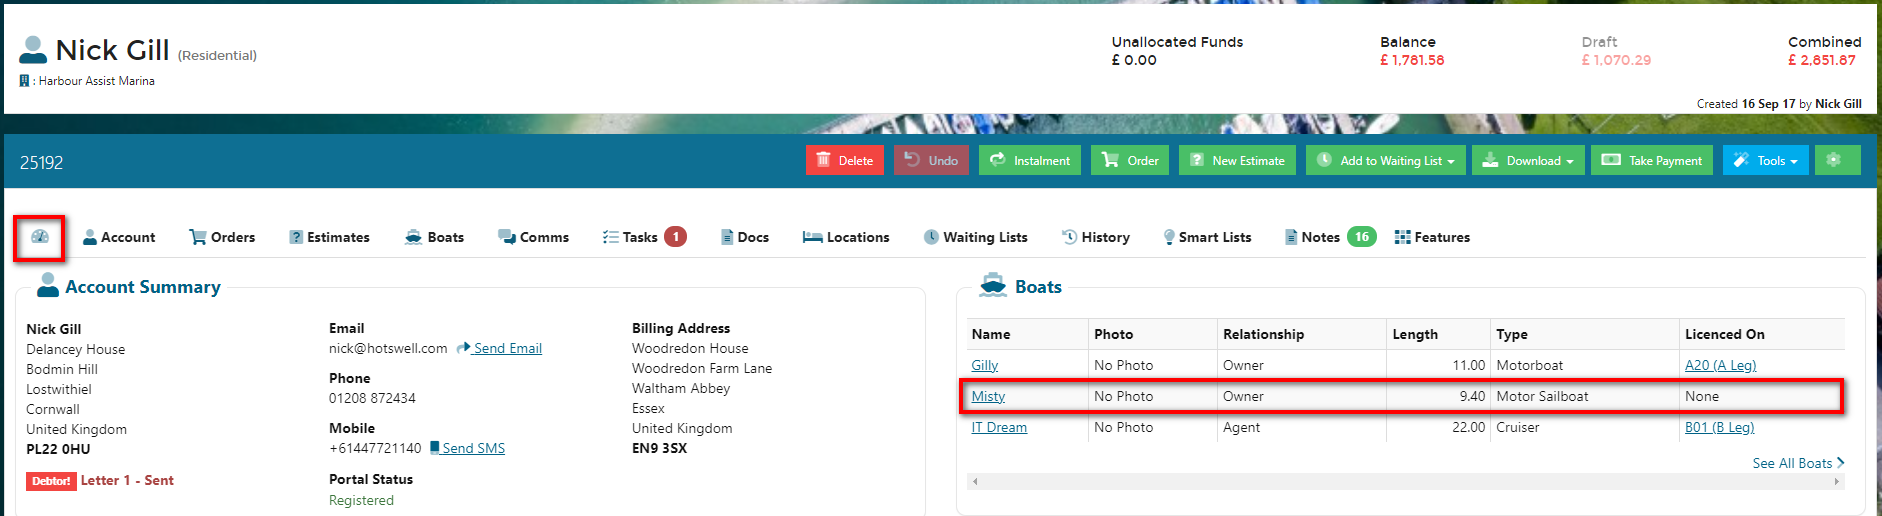 Nick Gill (Residential)
: Harbour Assist Marina
Unallocated Funds
£ 0.00
Balance
£ 1,781.58
Draft
£ 1,070.29
Combined
£ 2,851.87
Created 16 Sep 17 by Nick Gill
25192
Delete
Undo
Instalment
Order
New Estimate
Add to Waiting List
Download
Take Payment
Tools
Account
Orders
Estimates
Boats
Comms
Tasks 1
Docs
Locations
Waiting Lists
History
Smart Lists
Notes 16
Features
Account Summary
Nick Gill
Delancey House
Bodmin Hill
Lostwithiel
Cornwall
United Kingdom
PL22 0HU
Debtor! Letter 1 - Sent
Email
nick@hotswell.com Send Email
Phone
01208 872434
Mobile
+61447721140 Send SMS
Portal Status
Registered
Billing Address
Woodredon House
Woodredon Farm Lane
Waltham Abbey
Essex
United Kingdom
EN9 3SX
Boats
Name Photo Relationship Length Type Licenced On
Gilly No Photo Owner 11.00 Motorboat A20 (A Leg)
Misty No Photo Owner 9.40 Motor Sailboat None
IT Dream No Photo Agent 22.00 Cruiser B01 (B Leg)
See All Boats